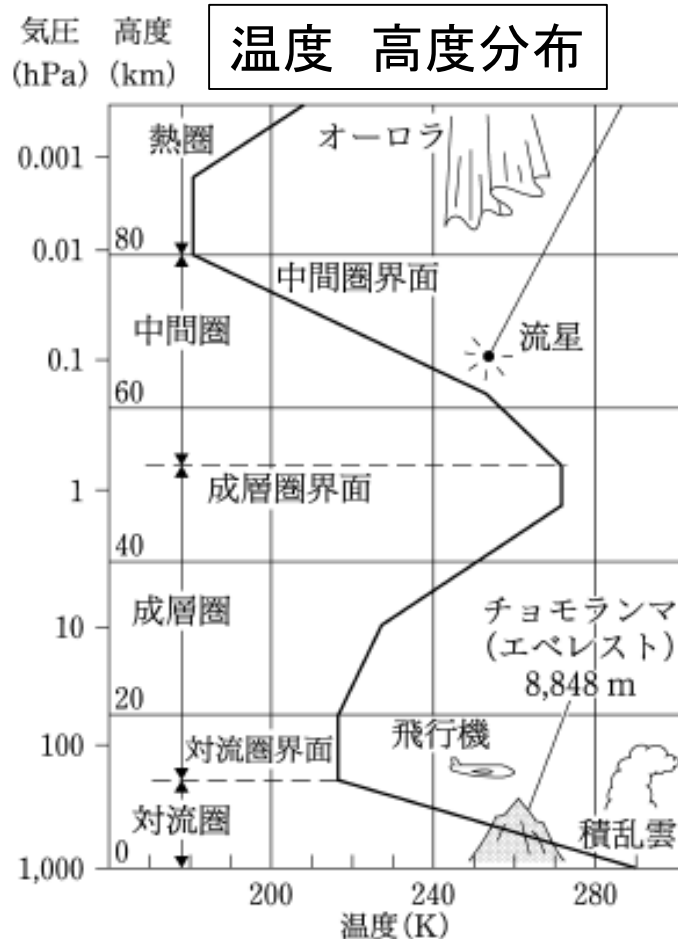 温度 高度分布
気圧 高度
(hPa) (km)
熱圏
オーロラ
0.001
80
0.01
中間圏界面
中間圏
流星
0.1
60
成層圏界面
1
40
成層圏
チョモランマ
(エベレスト)
8,848 m
10
20
飛行機
100
対流圏界面
対流圏
積乱雲
0
1,000
200 240 280
温度(K)